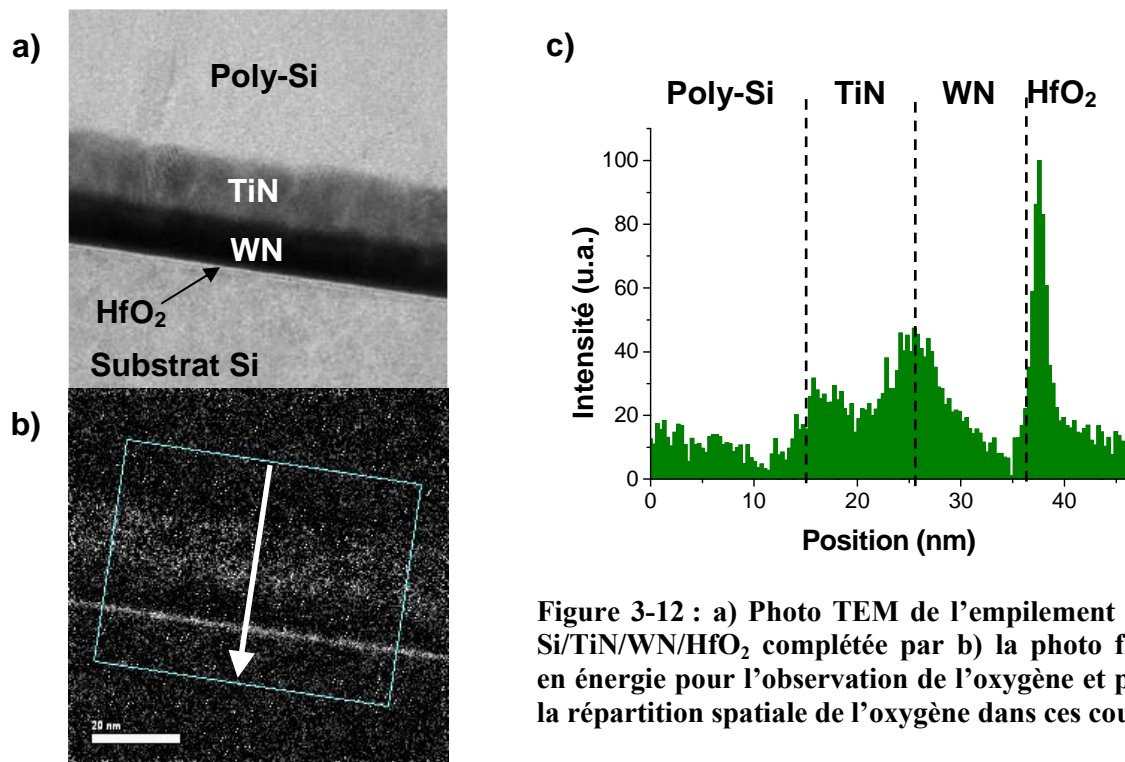 a)
Poly-Si
TiN
WN
HfO₂
Substrat Si
b)
20 nm
c)
Poly-Si TiN WN HfO₂
100
80
60
40
20
0
Intensité (u.a.)
0 10 20 30 40
Position (nm)
Figure 3-12 : a) Photo TEM de l’empilement
Si/TiN/WN/HfO₂ complétée par b) la photo
en énergie pour l’observation de l’oxygène et
la répartition spatiale de l’oxygène dans ces